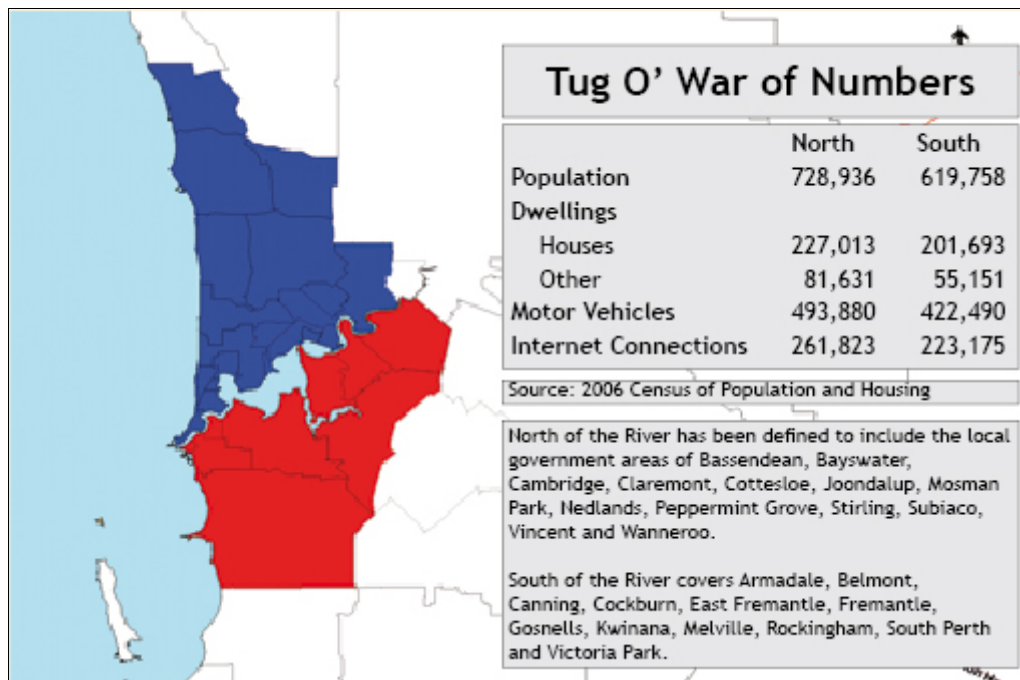 Tug O' War of Numbers
North South
Population 728,936 619,758
Dwellings
Houses 227,013 201,693
Other 81,631 55,151
Motor Vehicles 493,880 422,490
Internet Connections 261,823 223,175
Source: 2006 Census of Population and Housing
North of the River has been defined to include the local
government areas of Bassendean, Bayswater,
Cambridge, Claremont, Cottesloe, Joondalup, Mosman
Park, Nedlands, Peppermint Grove, Stirling, Subiaco,
Vincent and Wanneroo.
South of the River covers Armadale, Belmont,
Canning, Cockburn, East Fremantle, Fremantle,
Gosnells, Kwinana, Melville, Rockingham, South Perth
and Victoria Park.